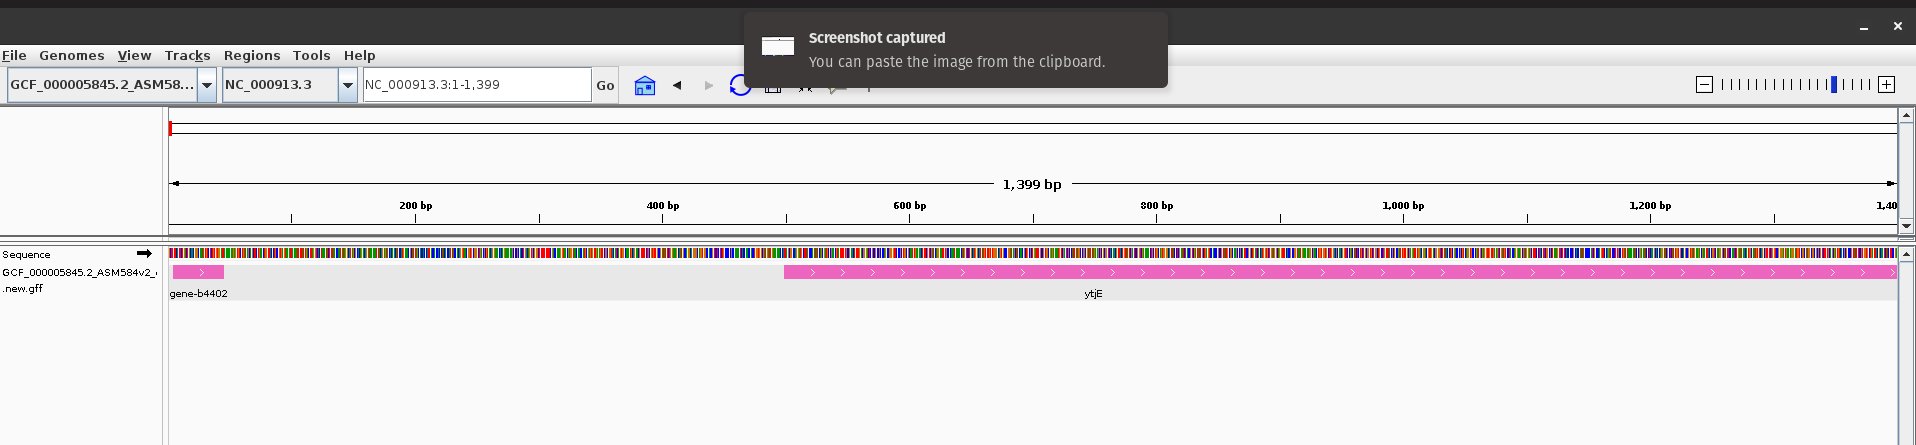 Screenshot captured
You can paste the image from the clipboard.
File Genomes View Tracks Regions Tools Help
GCF_000005845.2_ASM58... NC_000913.3 NC_000913.3:1-1,399 Go
1,399 bp
200 bp 400 bp 600 bp 800 bp 1,000 bp 1,200 bp 1,40
Sequence
GCF_000005845.2_ASM584v2_
.new.gff
gene-b4402 ytjE